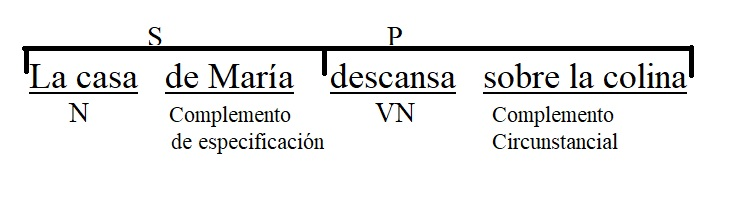 S P
La casa de María descansa sobre la colina
N Complemento VN Complemento
de especificación Circunstancial